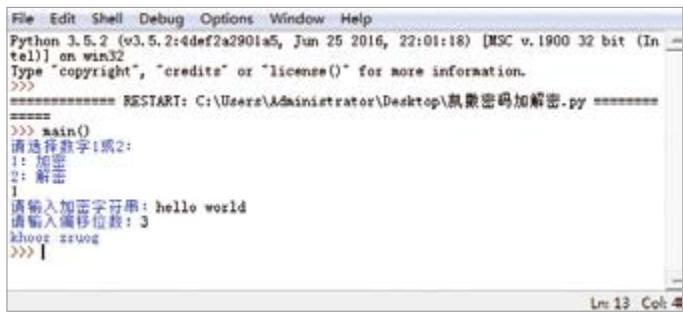 File Edit Shell Debug Options Window Help
Python 3.5.2 (v3.5.2:4def2a2901a5, Jun 25 2016, 22:01:18) [MSC v.1900 32 bit (In
tel)] on win32
Type "copyright", "credits" or "license()" for more information.
>>>
============= RESTART: C:\Users\Administrator\Desktop\凯撒密码加解密.py ========
=====
>>> main()
请选择数字1或2:
1: 加密
2: 解密
1
请输入加密字符串: hello world
请输入偏移位数: 3
khoor zruog
>>>
Ln: 13 Col: 4